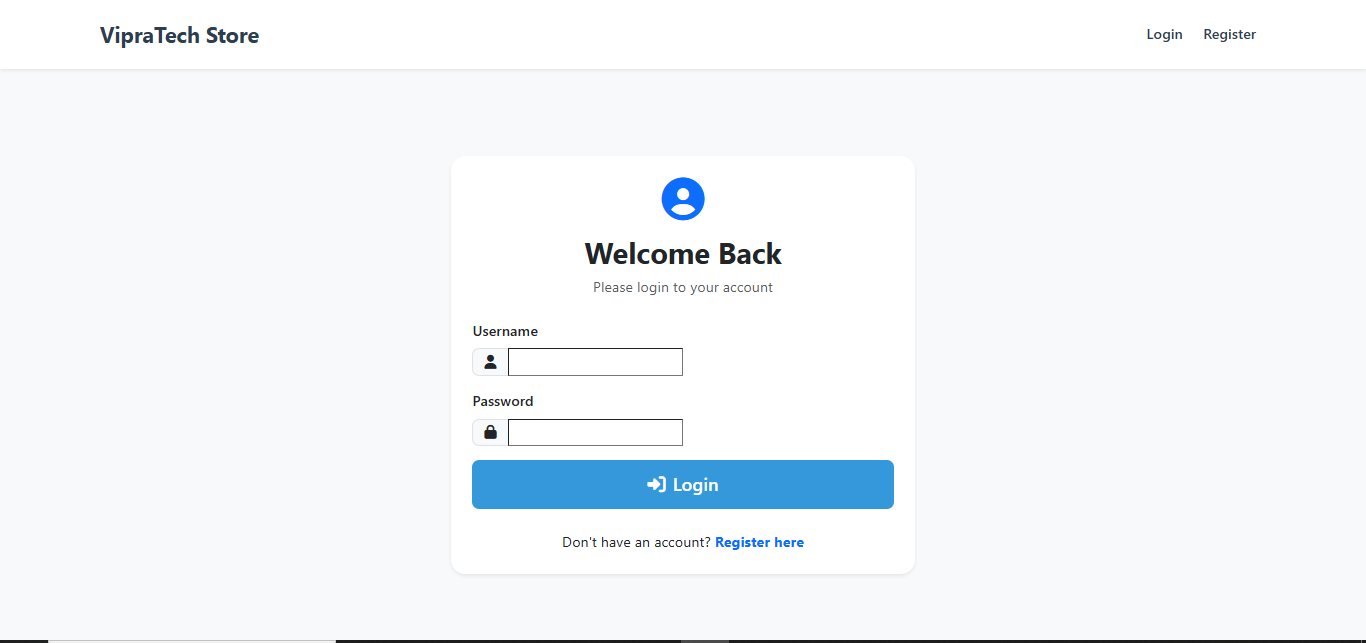 VipraTech Store
Login Register
Welcome Back
Please login to your account
Username
Password
Login
Don't have an account? Register here